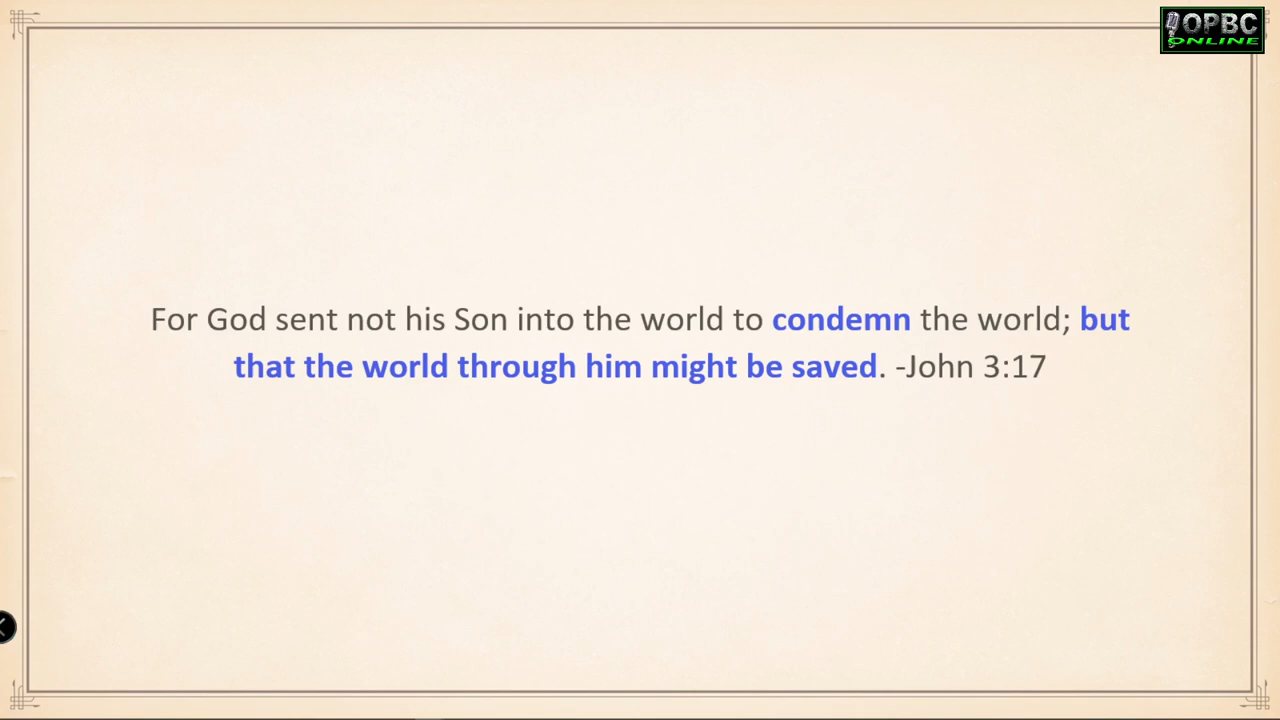 OPBC
ONLINE
For God sent not his Son into the world to condemn the world; but
that the world through him might be saved. -John 3:17